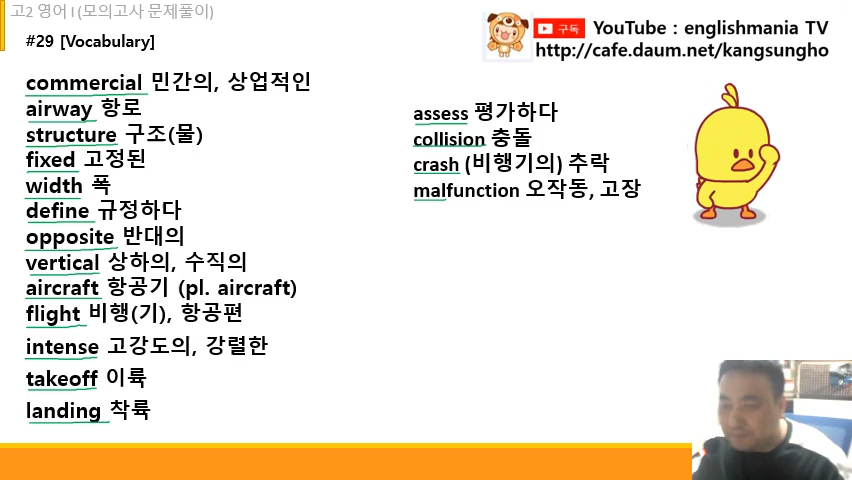 고2 영어 I (모의고사 문제풀이)
#29 [Vocabulary]
구독
YouTube : englishmania TV
http://cafe.daum.net/kangsungho
commercial 민간의, 상업적인
airway 항로
structure 구조(물)
fixed 고정된
width 폭
define 규정하다
opposite 반대의
vertical 상하의, 수직의
aircraft 항공기 (pl. aircraft)
flight 비행(기), 항공편
intense 고강도의, 강렬한
takeoff 이륙
landing 착륙
assess 평가하다
collision 충돌
crash (비행기의) 추락
malfunction 오작동, 고장